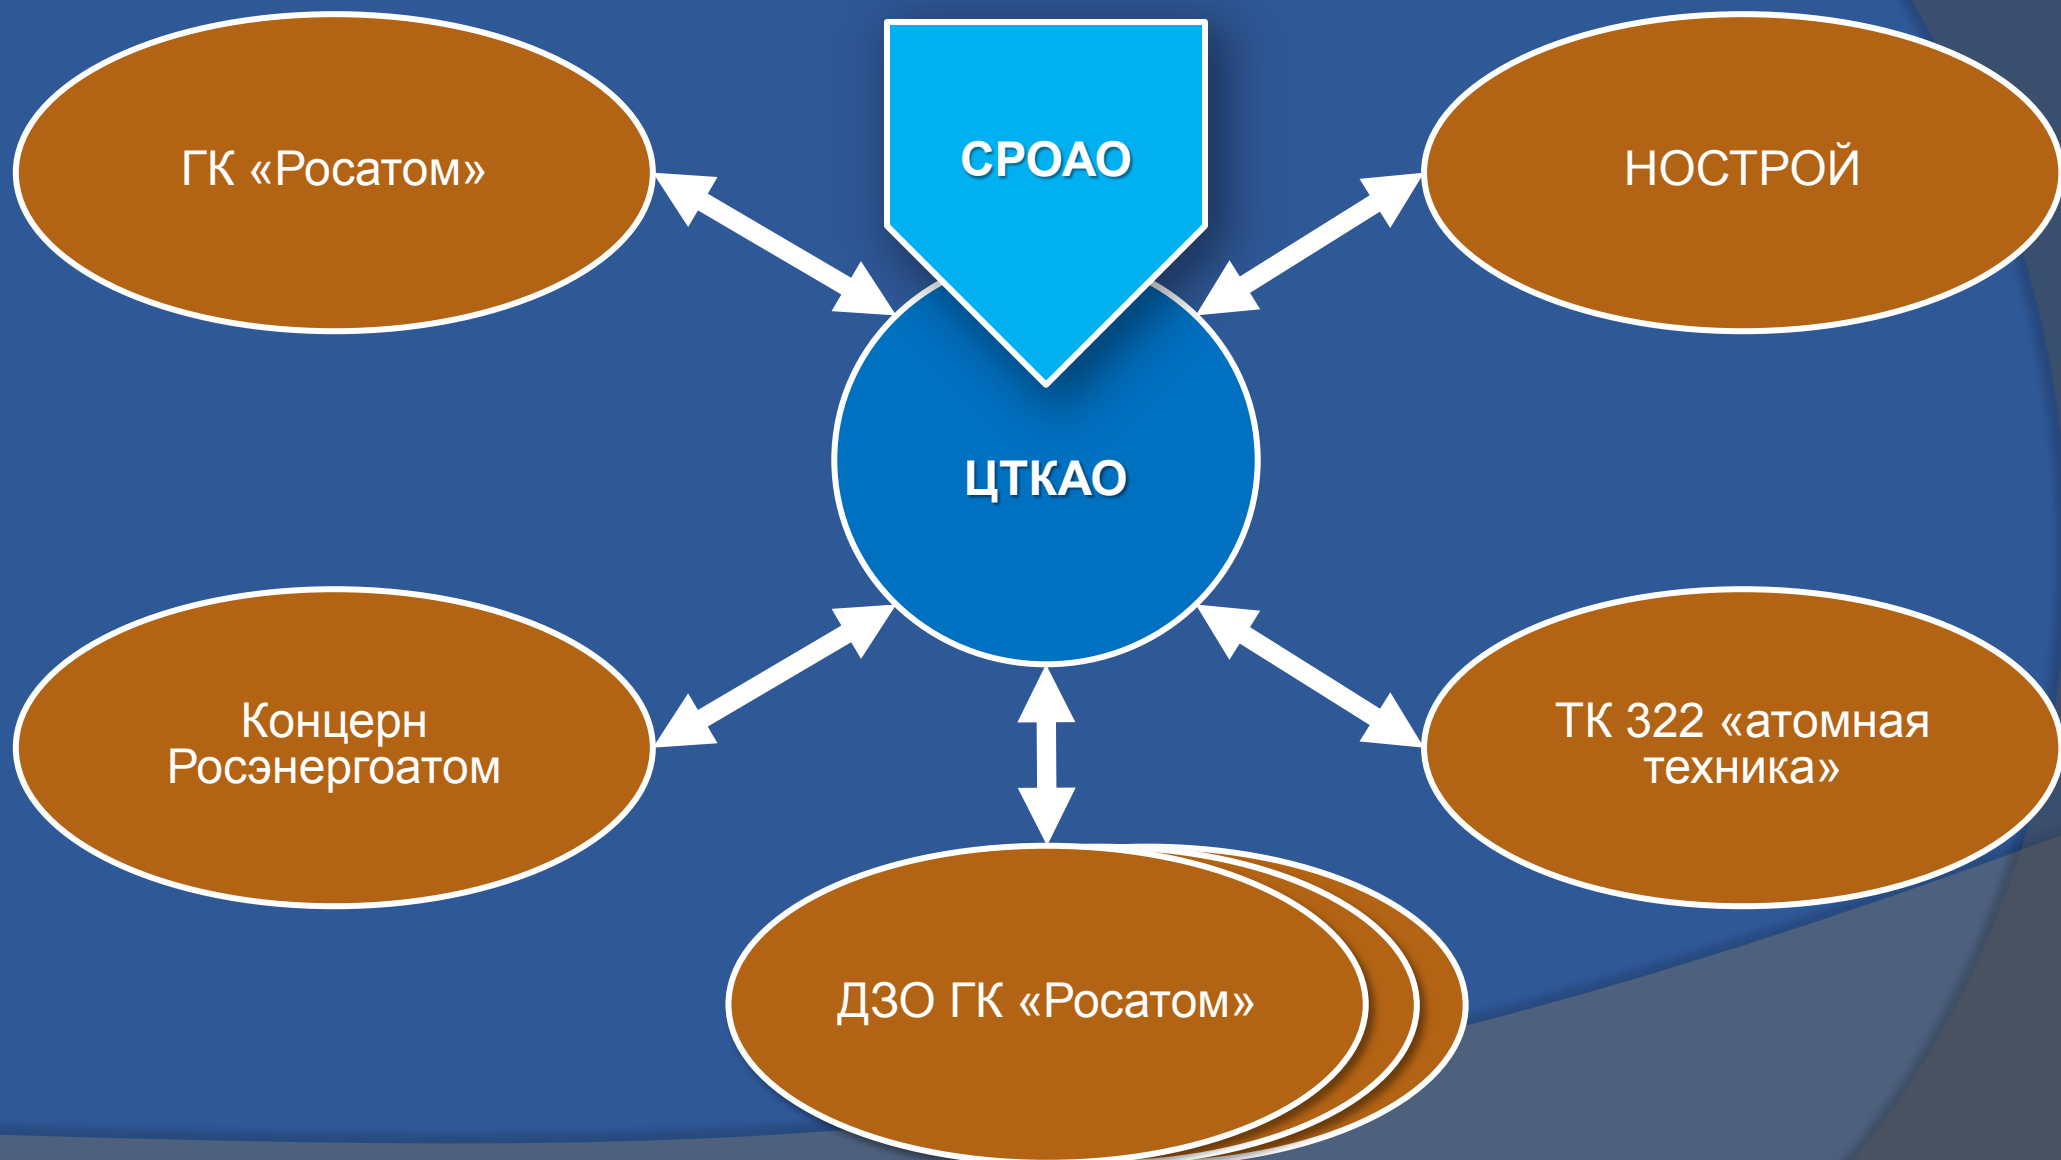 ГК «Росатом»
СРОАО
НОСТРОЙ
ЦТКАО
Концерн
Росэнергоатом
ТК 322 «атомная
техника»
ДЗО ГК «Росатом»